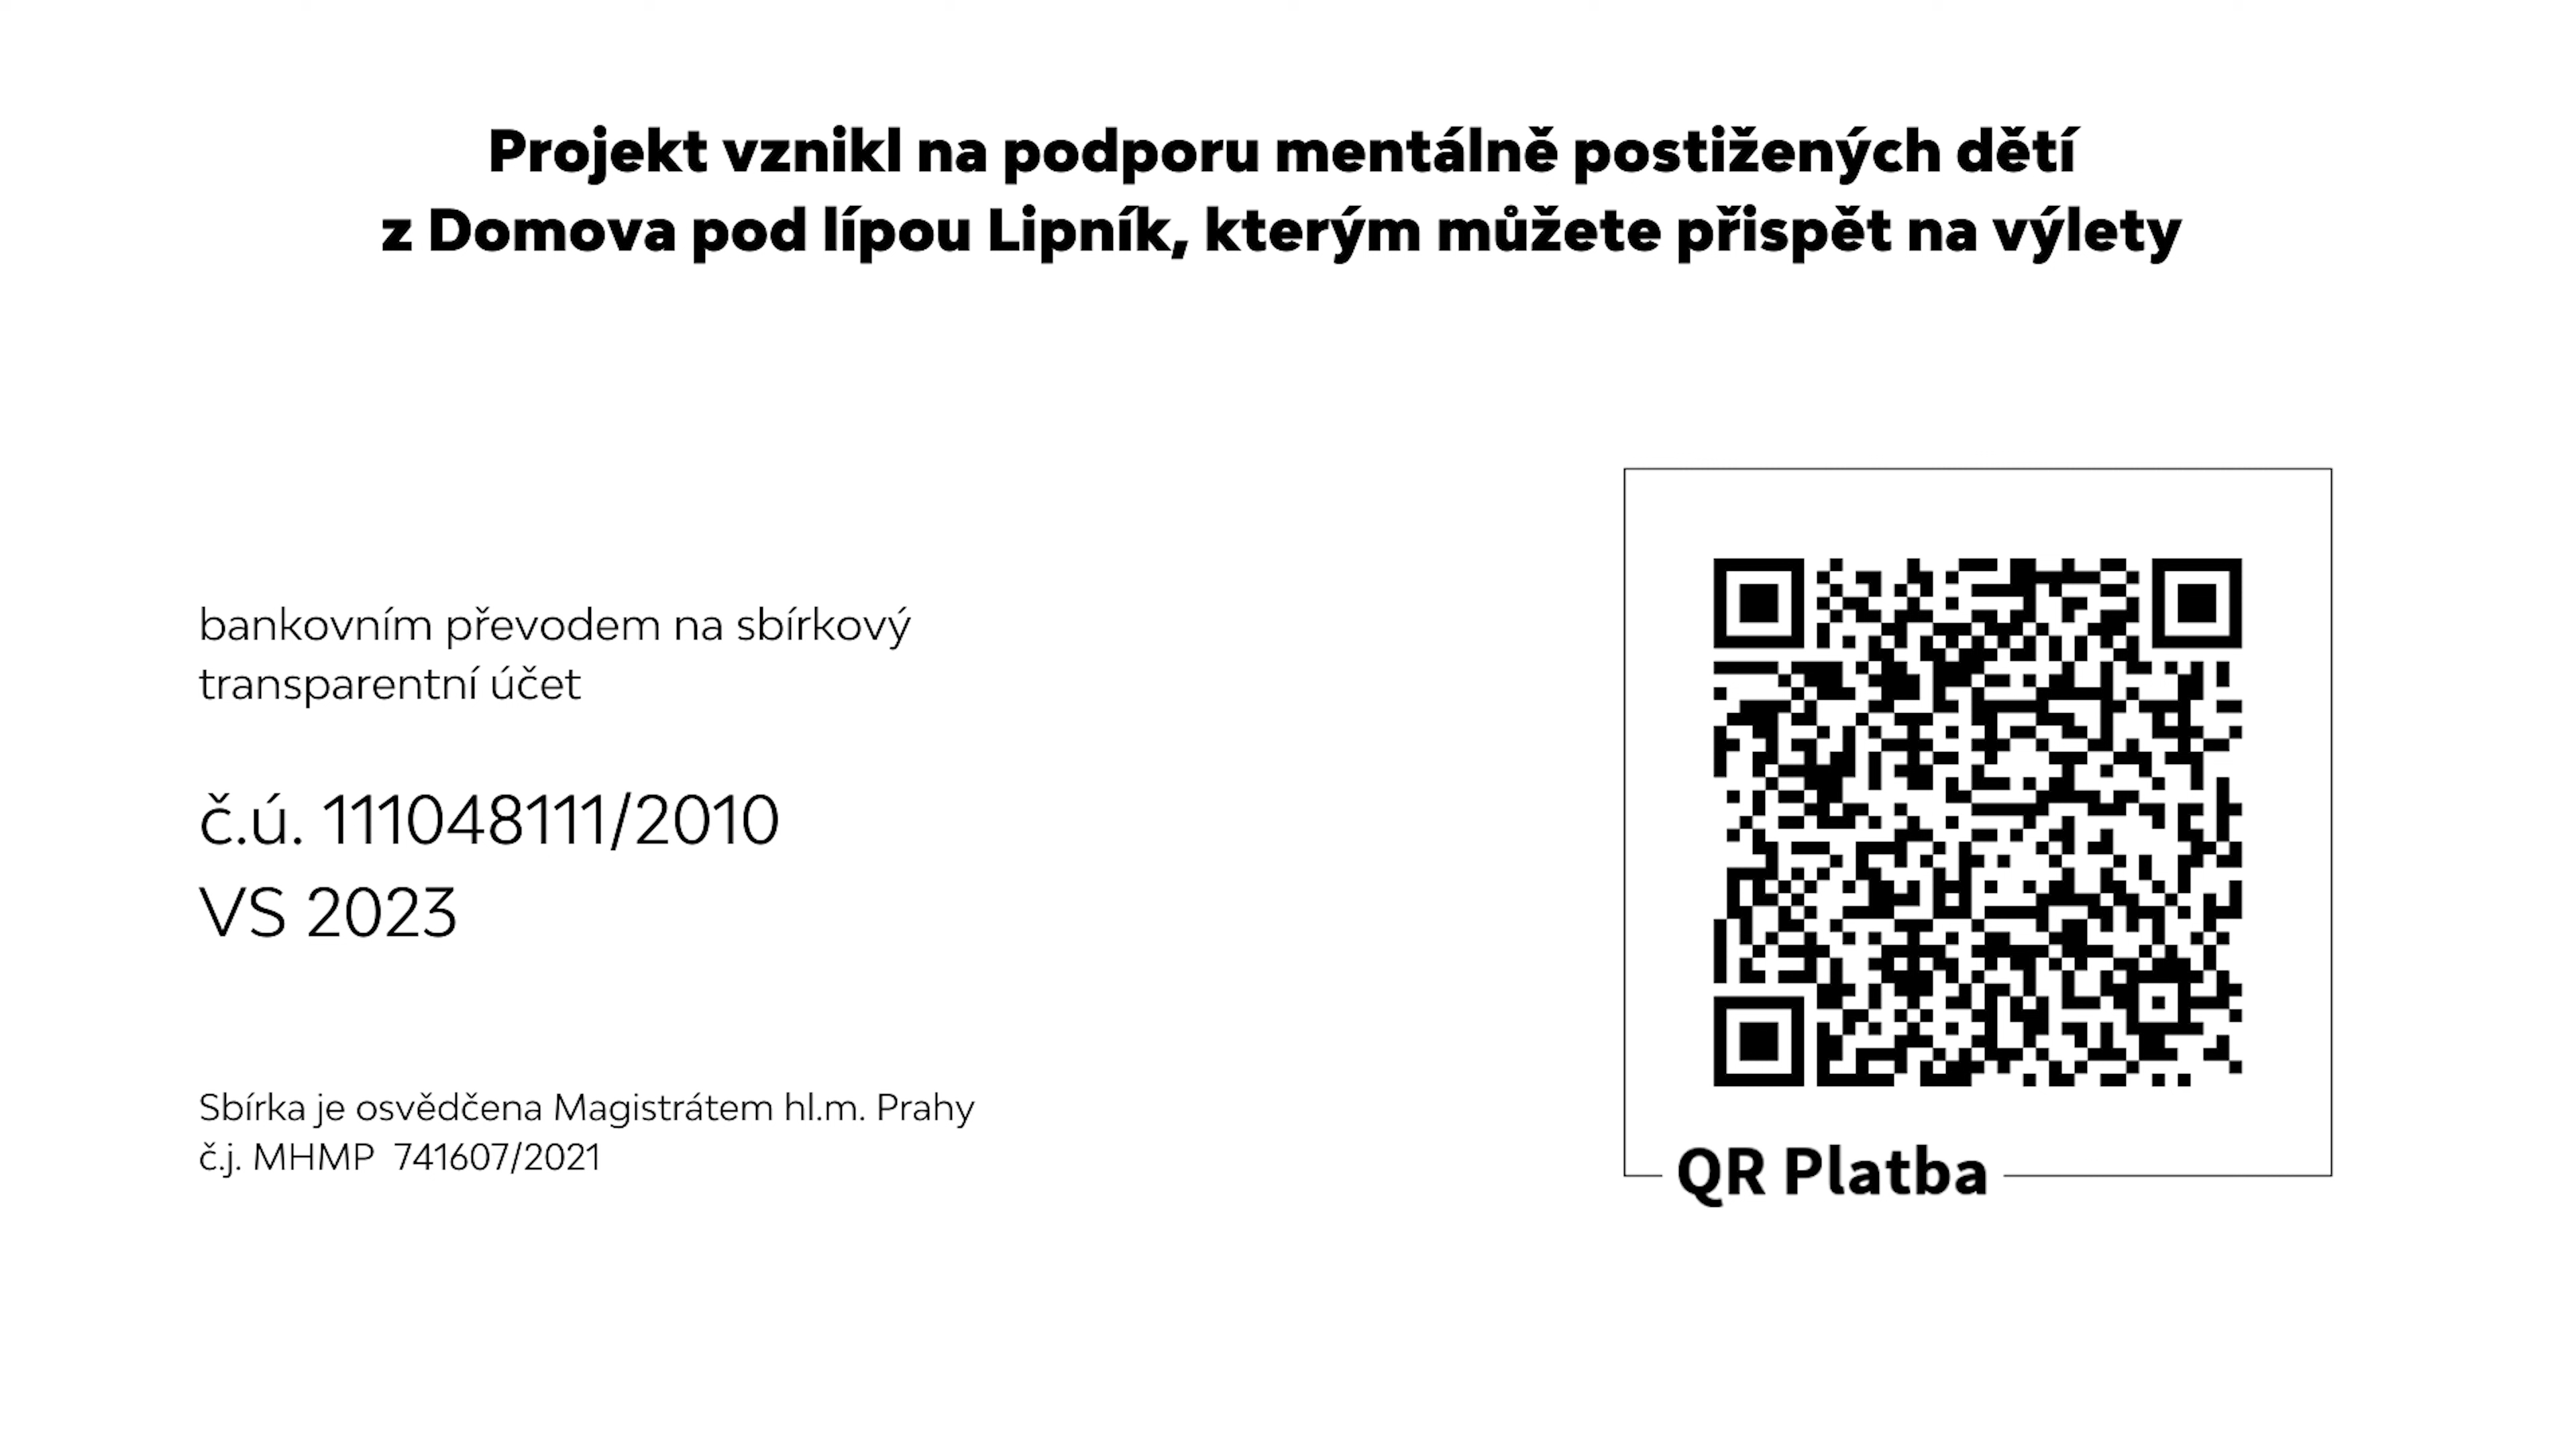 Projekt vznikl na podporu mentálně postižených dětí
z Domova pod lípou Lipník, kterým můžete přispět na výlety
bankovním převodem na sbírkový
transparentní účet
č.ú. 111048111/2010
VS 2023
Sbírka je osvědčena Magistrátem hl.m. Prahy
č.j. MHMP  741607/2021
QR Platba